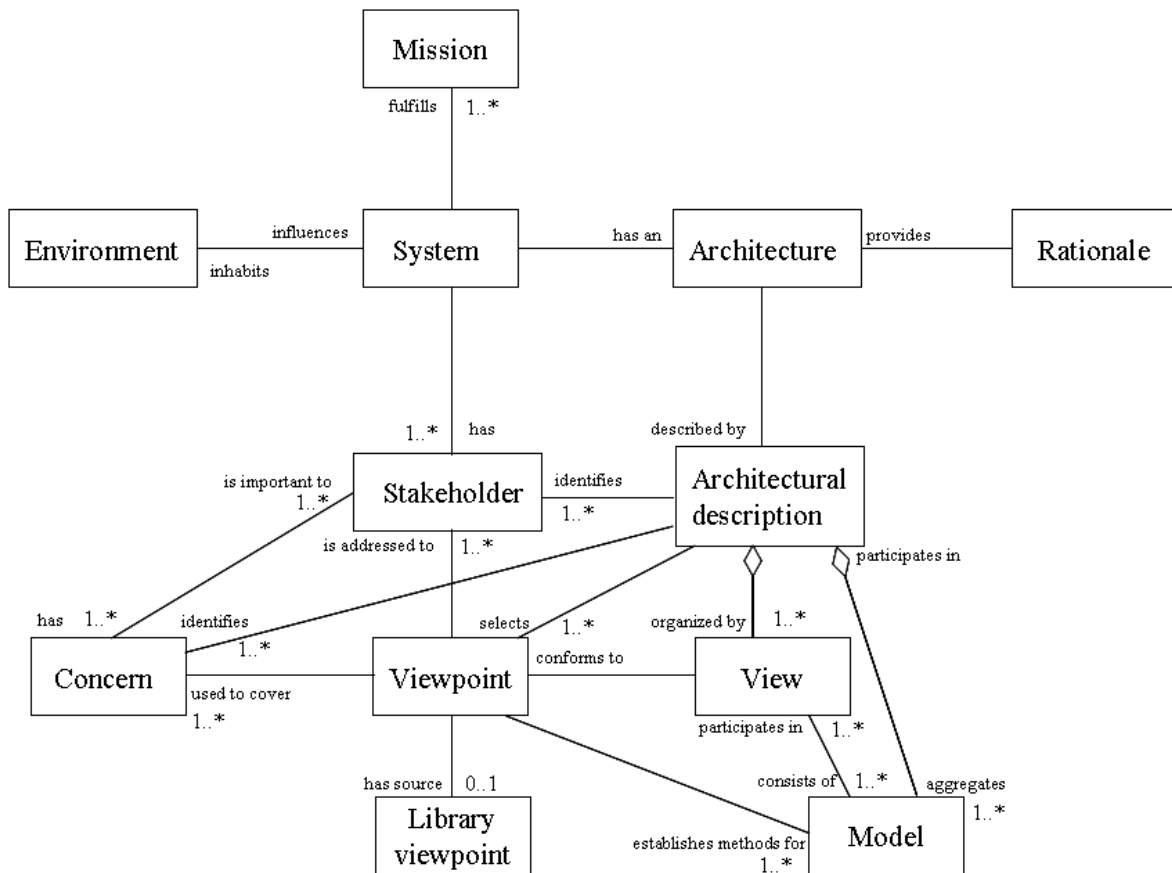 Mission
fulfills
1..*
Environment
influences
inhabits
System
has an
Architecture
provides
Rationale
1..*
has
described by
is important to
1..*
Stakeholder
identifies
1..*
Architectural
description
is addressed to
1..*
participates in
has
1..*
identifies
1..*
selects
1..*
organized by
1..*
Concern
used to cover
1..*
Viewpoint
conforms to
View
participates in
1..*
has source
0..1
consists of
1..*
aggregates
1..*
Library
viewpoint
establishes methods for
1..*
Model